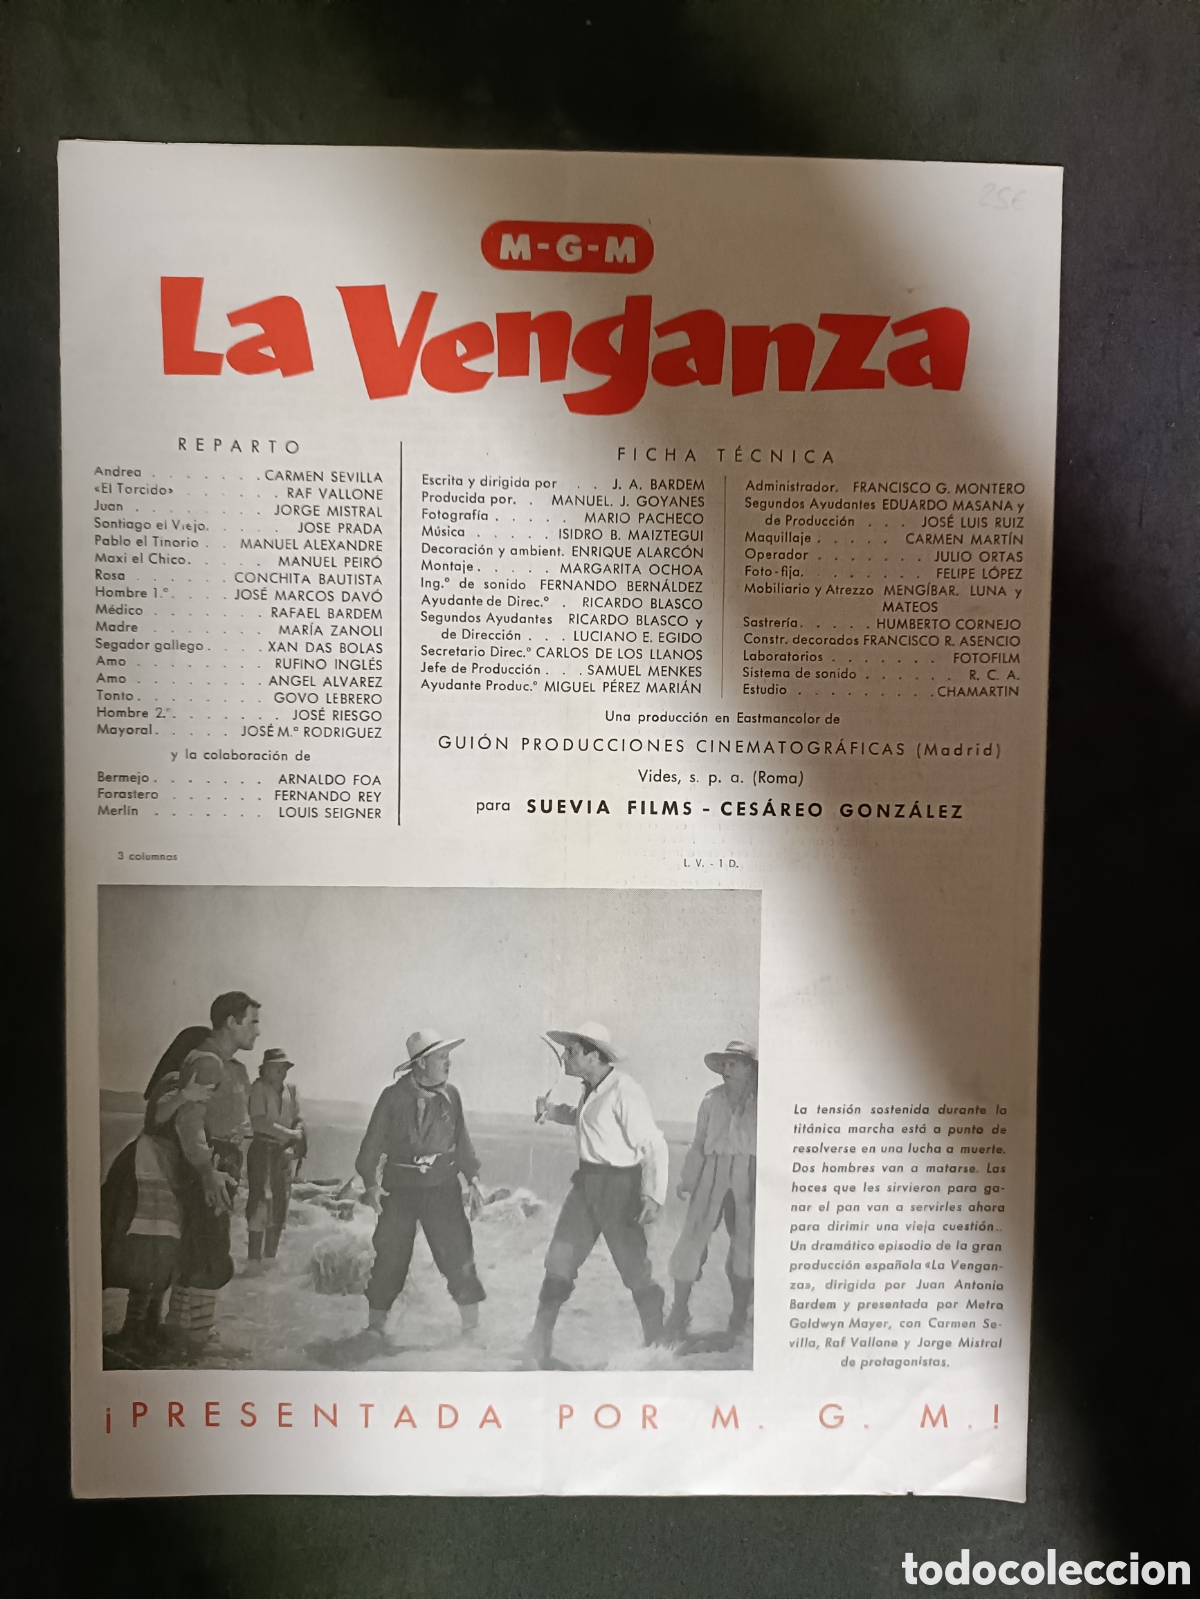 25€
M-G-M
La Venganza
REPARTO
Andrea . . . . . . . CARMEN SEVILLA
«El Torcido» . . . . . . RAF VALLONE
Juan . . . . . . . . JORGE MISTRAL
Santiago el Viejo. . . . . JOSE PRADA
Pablo el Tinorio . . MANUEL ALEXANDRE
Maxi el Chico. . . . . MANUEL PEIRÓ
Rosa . . . . . . CONCHITA BAUTISTA
Hombre 1.º. . . . JOSÉ MARCOS DAVÓ
Médico . . . . . . RAFAEL BARDEM
Madre . . . . . . . MARÍA ZANOLI
Segador gallego. . . . XAN DAS BOLAS
Amo . . . . . . . RUFINO INGLÉS
Amo . . . . . . . ANGEL ALVAREZ
Tonto. . . . . . . GOVO LEBRERO
Hombre 2.º. . . . . . . JOSÉ RIESGO
Mayoral. . . . . JOSÉ M.ª RODRIGUEZ
y la colaboración de
Bermejo. . . . . . . ARNALDO FOA
Forastero . . . . . . FERNANDO REY
Merlín . . . . . . . LOUIS SEIGNER
FICHA TÉCNICA
Escrita y dirigida por . . J. A. BARDEM
Producida por. . MANUEL. J. GOYANES
Fotografía . . . . . MARIO PACHECO
Música . . . . . ISIDRO B. MAIZTEGUI
Decoración y ambient. ENRIQUE ALARCÓN
Montaje. . . . . . MARGARITA OCHOA
Ing.º de sonido FERNANDO BERNÁLDEZ
Ayudante de Direc.º . RICARDO BLASCO
Segundos Ayudantes RICARDO BLASCO y
de Dirección . . . LUCIANO E. EGIDO
Secretario Direc.º CARLOS DE LOS LLANOS
Jefe de Producción . . . SAMUEL MENKES
Ayudante Produc.º MIGUEL PÉREZ MARIÁN
Administrador. FRANCISCO G. MONTERO
Segundos Ayudantes EDUARDO MASANA y
de Producción . . . JOSÉ LUIS RUIZ
Maquillaje . . . . . CARMEN MARTÍN
Operador . . . . . . . JULIO ORTAS
Foto-fija. . . . . . . . FELIPE LÓPEZ
Mobiliario y Atrezzo MENGÍBAR. LUNA y
MATEOS
Sastrería. . . . . . HUMBERTO CORNEJO
Constr. decorados FRANCISCO R. ASENCIO
Laboratorios . . . . . . . FOTOFILM
Sistema de sonido . . . . . . R. C. A.
Estudio . . . . . . . . . CHAMARTIN
Una producción en Eastmancolor de
GUIÓN PRODUCCIONES CINEMATOGRÁFICAS (Madrid)
Vides, s. p. a. (Roma)
para SUEVIA FILMS - CESÁREO GONZÁLEZ
3 columnas
L. V. - 1 D.
La tensión sostenida durante la
titánica marcha está a punto de
resolverse en una lucha a muerte.
Dos hombres van a matarse. Las
hoces que les sirvieron para ga-
nar el pan van a servirles ahora
para dirimir una vieja cuestión..
Un dramático episodio de la gran
producción española «La Vengan-
za», dirigida por Juan Antonio
Bardem y presentada por Metro
Goldwyn Mayer, con Carmen Se-
villa, Raf Vallone y Jorge Mistral
de protagonistas.
¡PRESENTADA POR M. G. M.!
todocoleccion